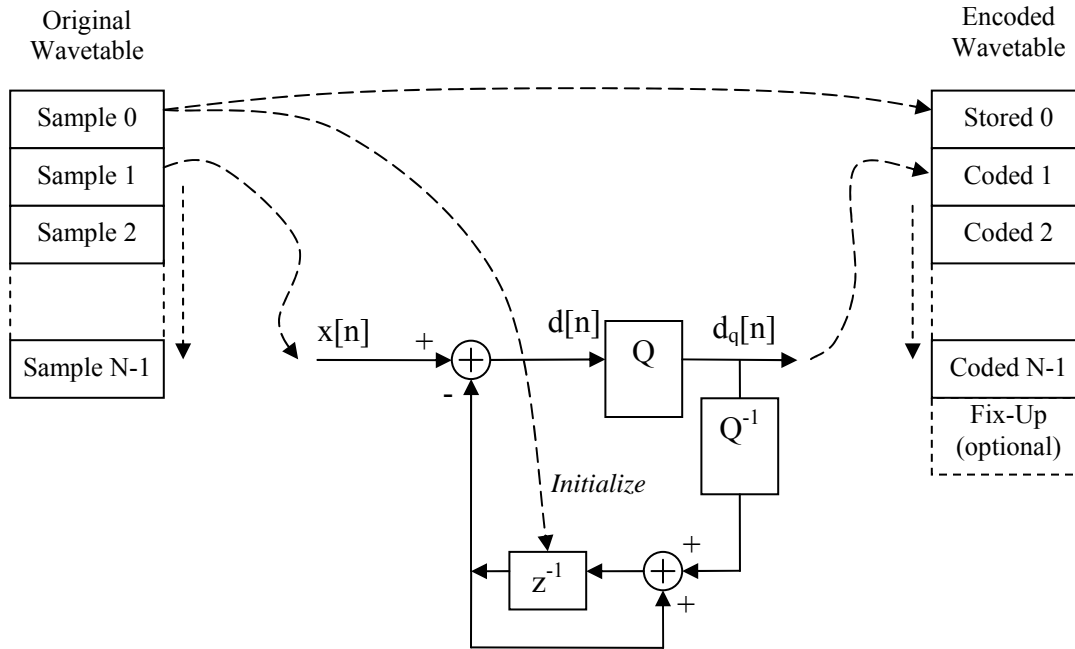 Original
Wavetable
Encoded
Wavetable
Sample 0
Stored 0
Sample 1
Coded 1
Sample 2
Coded 2
x[n]
+
d[n]
Q
d_q[n]
Sample N-1
+
Coded N-1
-
Q^-1
Fix-Up
(optional)
Initialize
+
z^-1
+
+